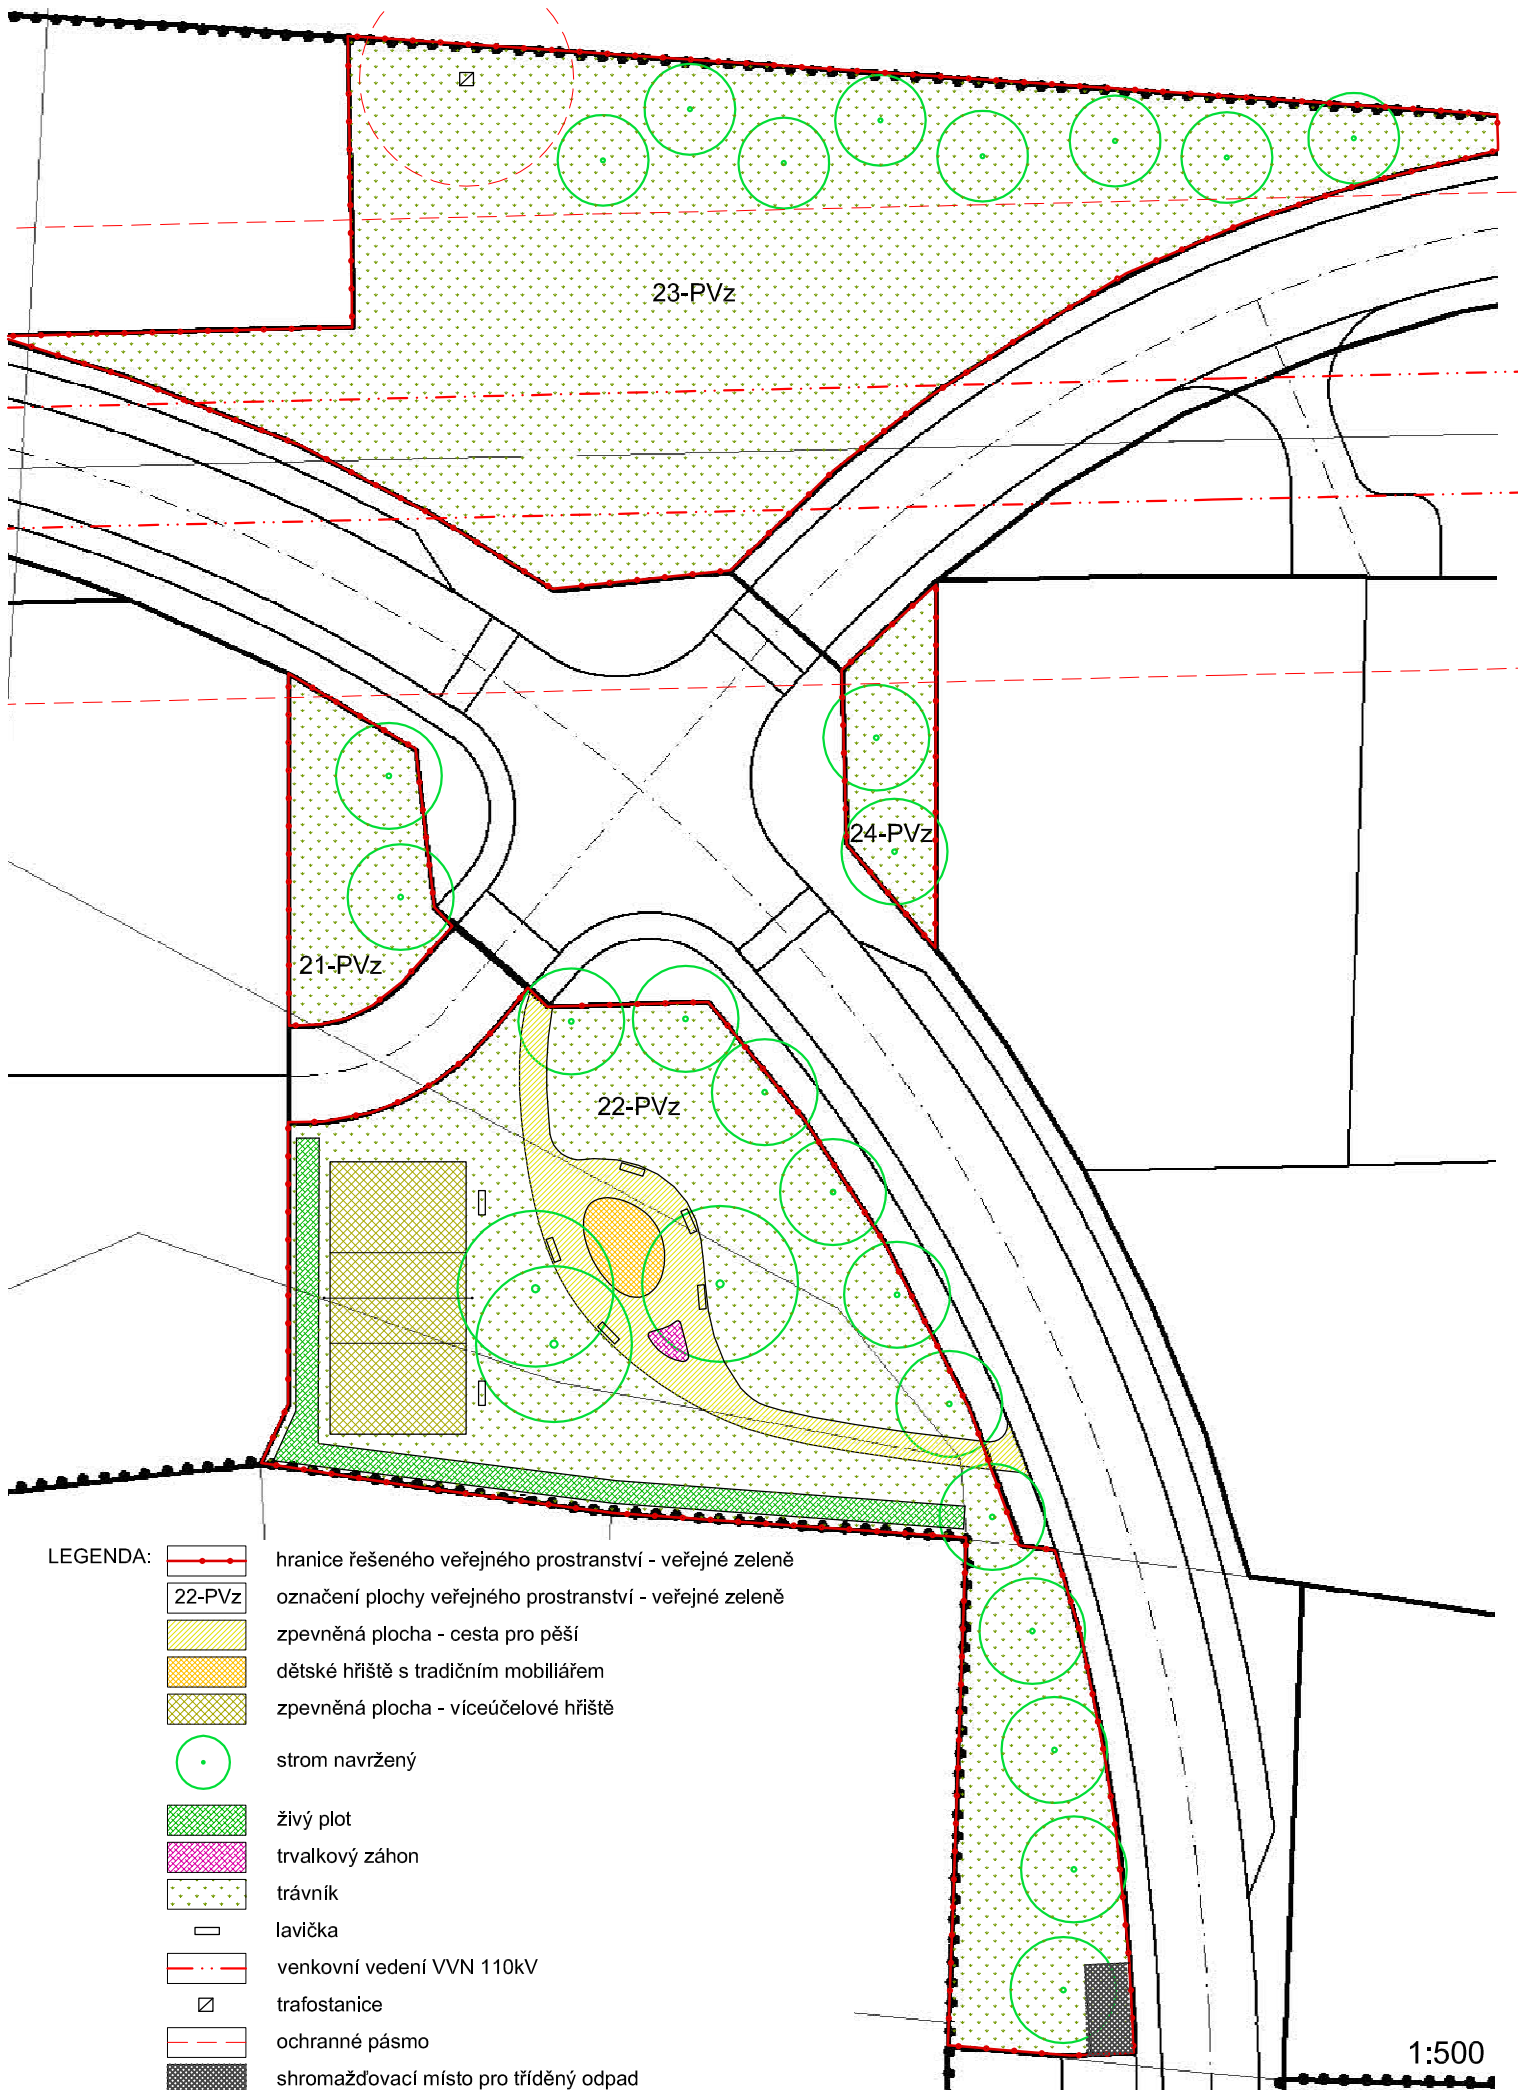 23-PVz
24-PVz
21-PVz
22-PVz
LEGENDA:
hranice řešeného veřejného prostranství - veřejné zeleně
22-PVz označení plochy veřejného prostranství - veřejné zeleně
zpevněná plocha - cesta pro pěší
dětské hřiště s tradičním mobiliářem
zpevněná plocha - víceúčelové hřiště
strom navržený
živý plot
trvalkový záhon
trávník
lavička
venkovní vedení VVN 110kV
trafostanice
ochranné pásmo
shromažďovací místo pro tříděný odpad
1:500